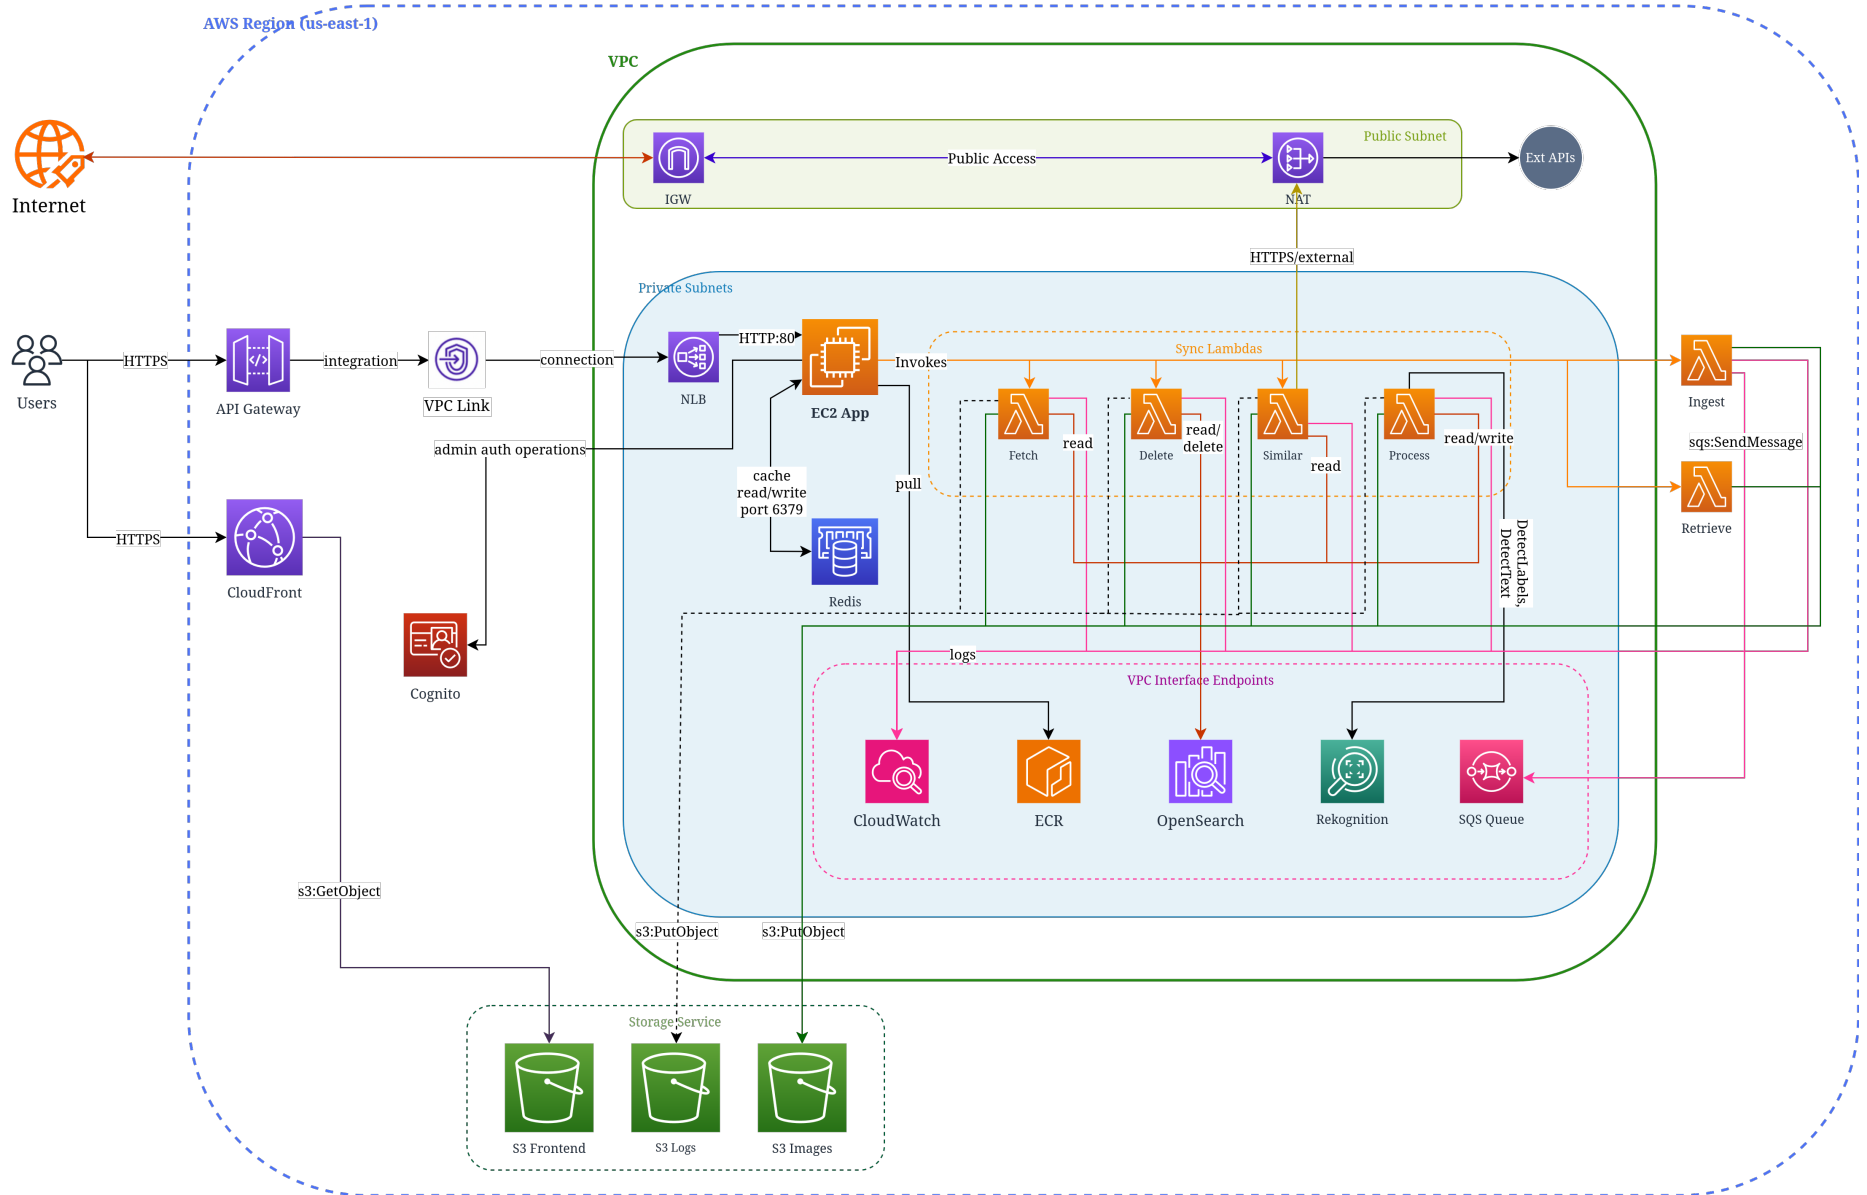 AWS Region (us-east-1)
VPC
Public Subnet
Public Access
Ext APIs
IGW
NAT
Internet
HTTPS/external
Private Subnets
HTTP:80
Sync Lambdas
Users
HTTPS
API Gateway
integration
VPC Link
connection
NLB
EC2 App
Invokes
Fetch
Delete
Similar
Process
read
read/
delete
read
read/write
Ingest
sqs:SendMessage
Retrieve
admin auth operations
cache
read/write
port 6379
pull
HTTPS
CloudFront
Redis
DetectLabels,
DetectText
Cognito
logs
VPC Interface Endpoints
CloudWatch
ECR
OpenSearch
Rekognition
SQS Queue
s3:GetObject
s3:PutObject
s3:PutObject
Storage Service
S3 Frontend
S3 Logs
S3 Images